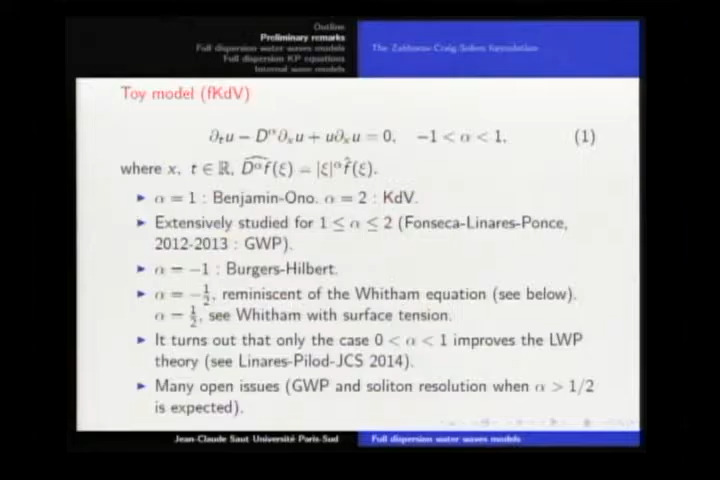 Outline
Preliminary remarks
Full dispersion water waves models
Full dispersion KP equations
Internal wave models
The Zakharov-Craig-Sulem formulation
Toy model (fKdV)
∂ₜu − Dᵅ∂ₓu + u∂ₓu = 0, −1 < α < 1, (1)
where x, t ∈ ℝ, \widehat{Dᵅf}(ξ) = |ξ|ᵅ f̂(ξ).
▶ α = 1 : Benjamin-Ono. α = 2 : KdV.
▶ Extensively studied for 1 ≤ α ≤ 2 (Fonseca-Linares-Ponce,
2012-2013 : GWP).
▶ α = −1 : Burgers-Hilbert.
▶ α = −½, reminiscent of the Whitham equation (see below).
α = ½, see Whitham with surface tension.
▶ It turns out that only the case 0 < α < 1 improves the LWP
theory (see Linares-Pilod-JCS 2014).
▶ Many open issues (GWP and soliton resolution when α > 1/2
is expected).
Jean-Claude Saut Université Paris-Sud
Full dispersion water waves models